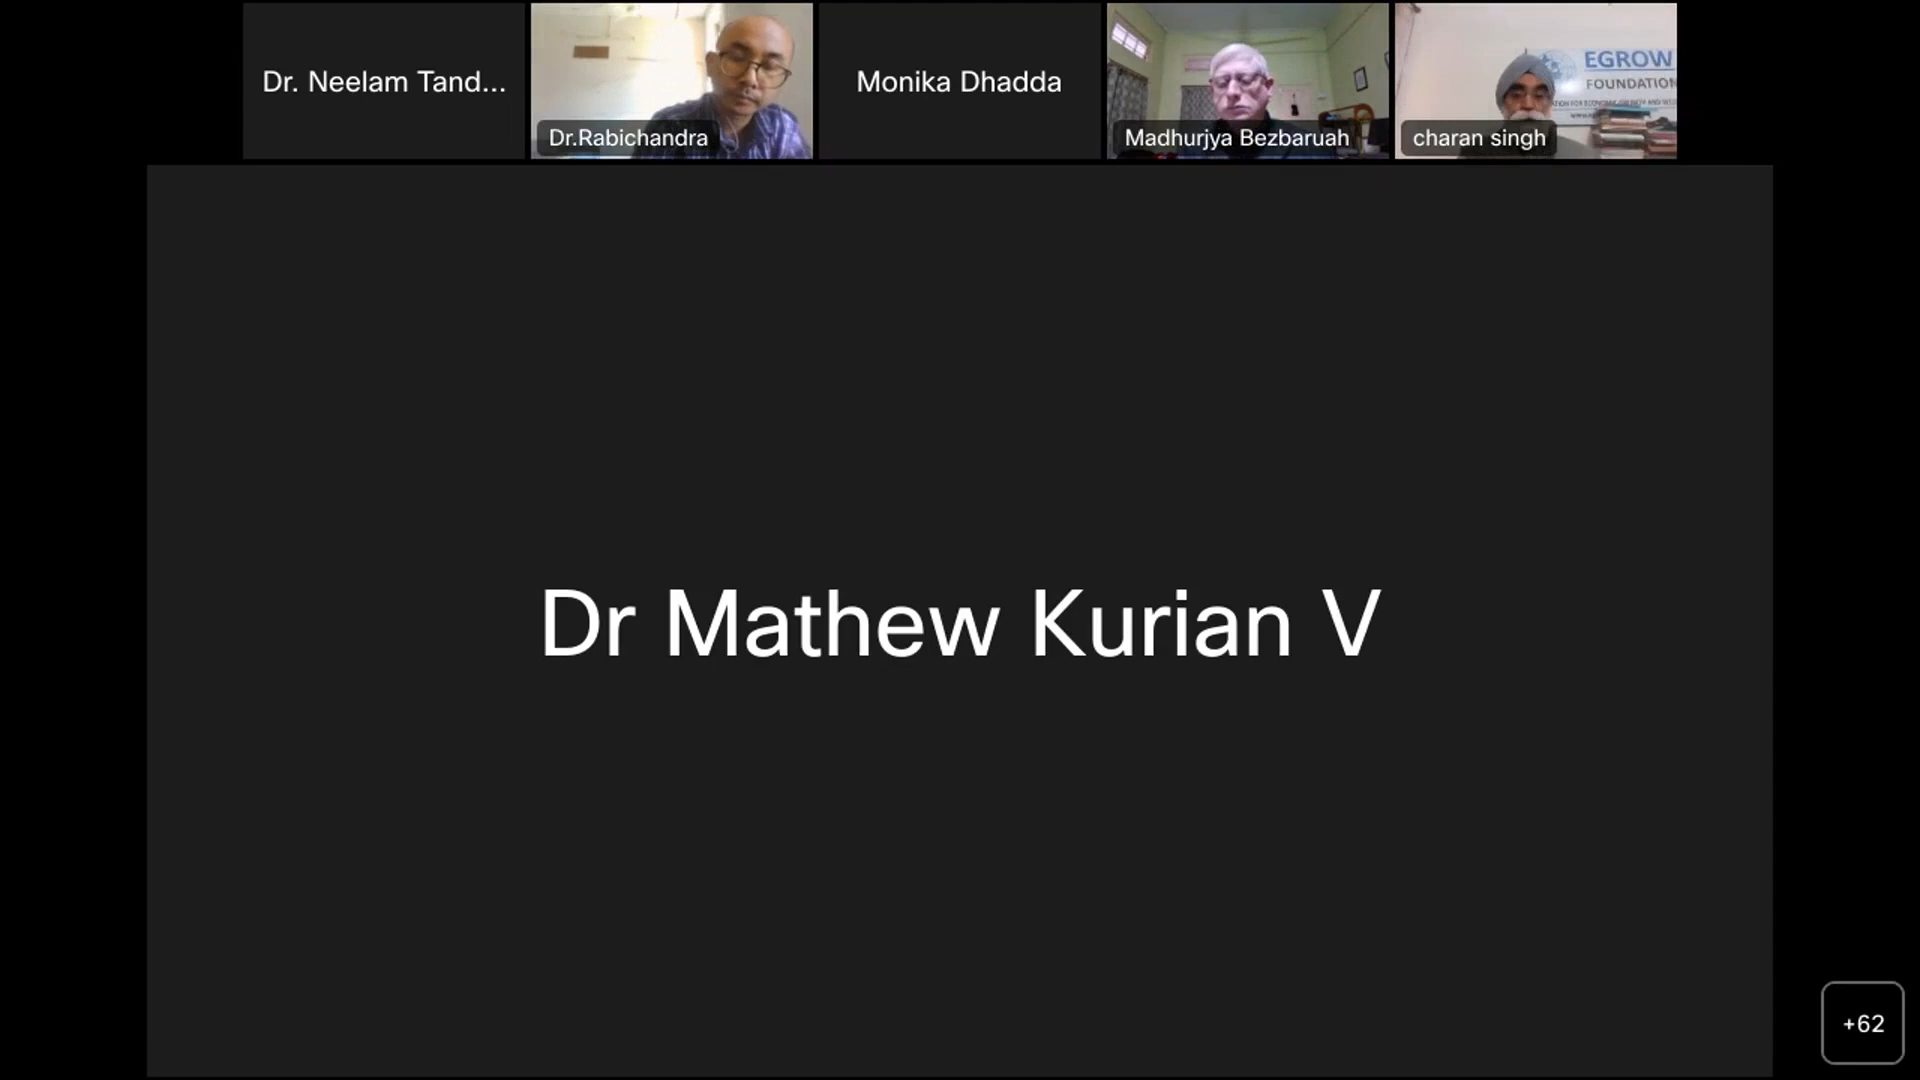 Dr. Neelam Tand...
Dr.Rabichandra
Monika Dhadda
Madhurjya Bezbaruah
charan singh
EGROW
FOUNDATION
Dr Mathew Kurian V
+62